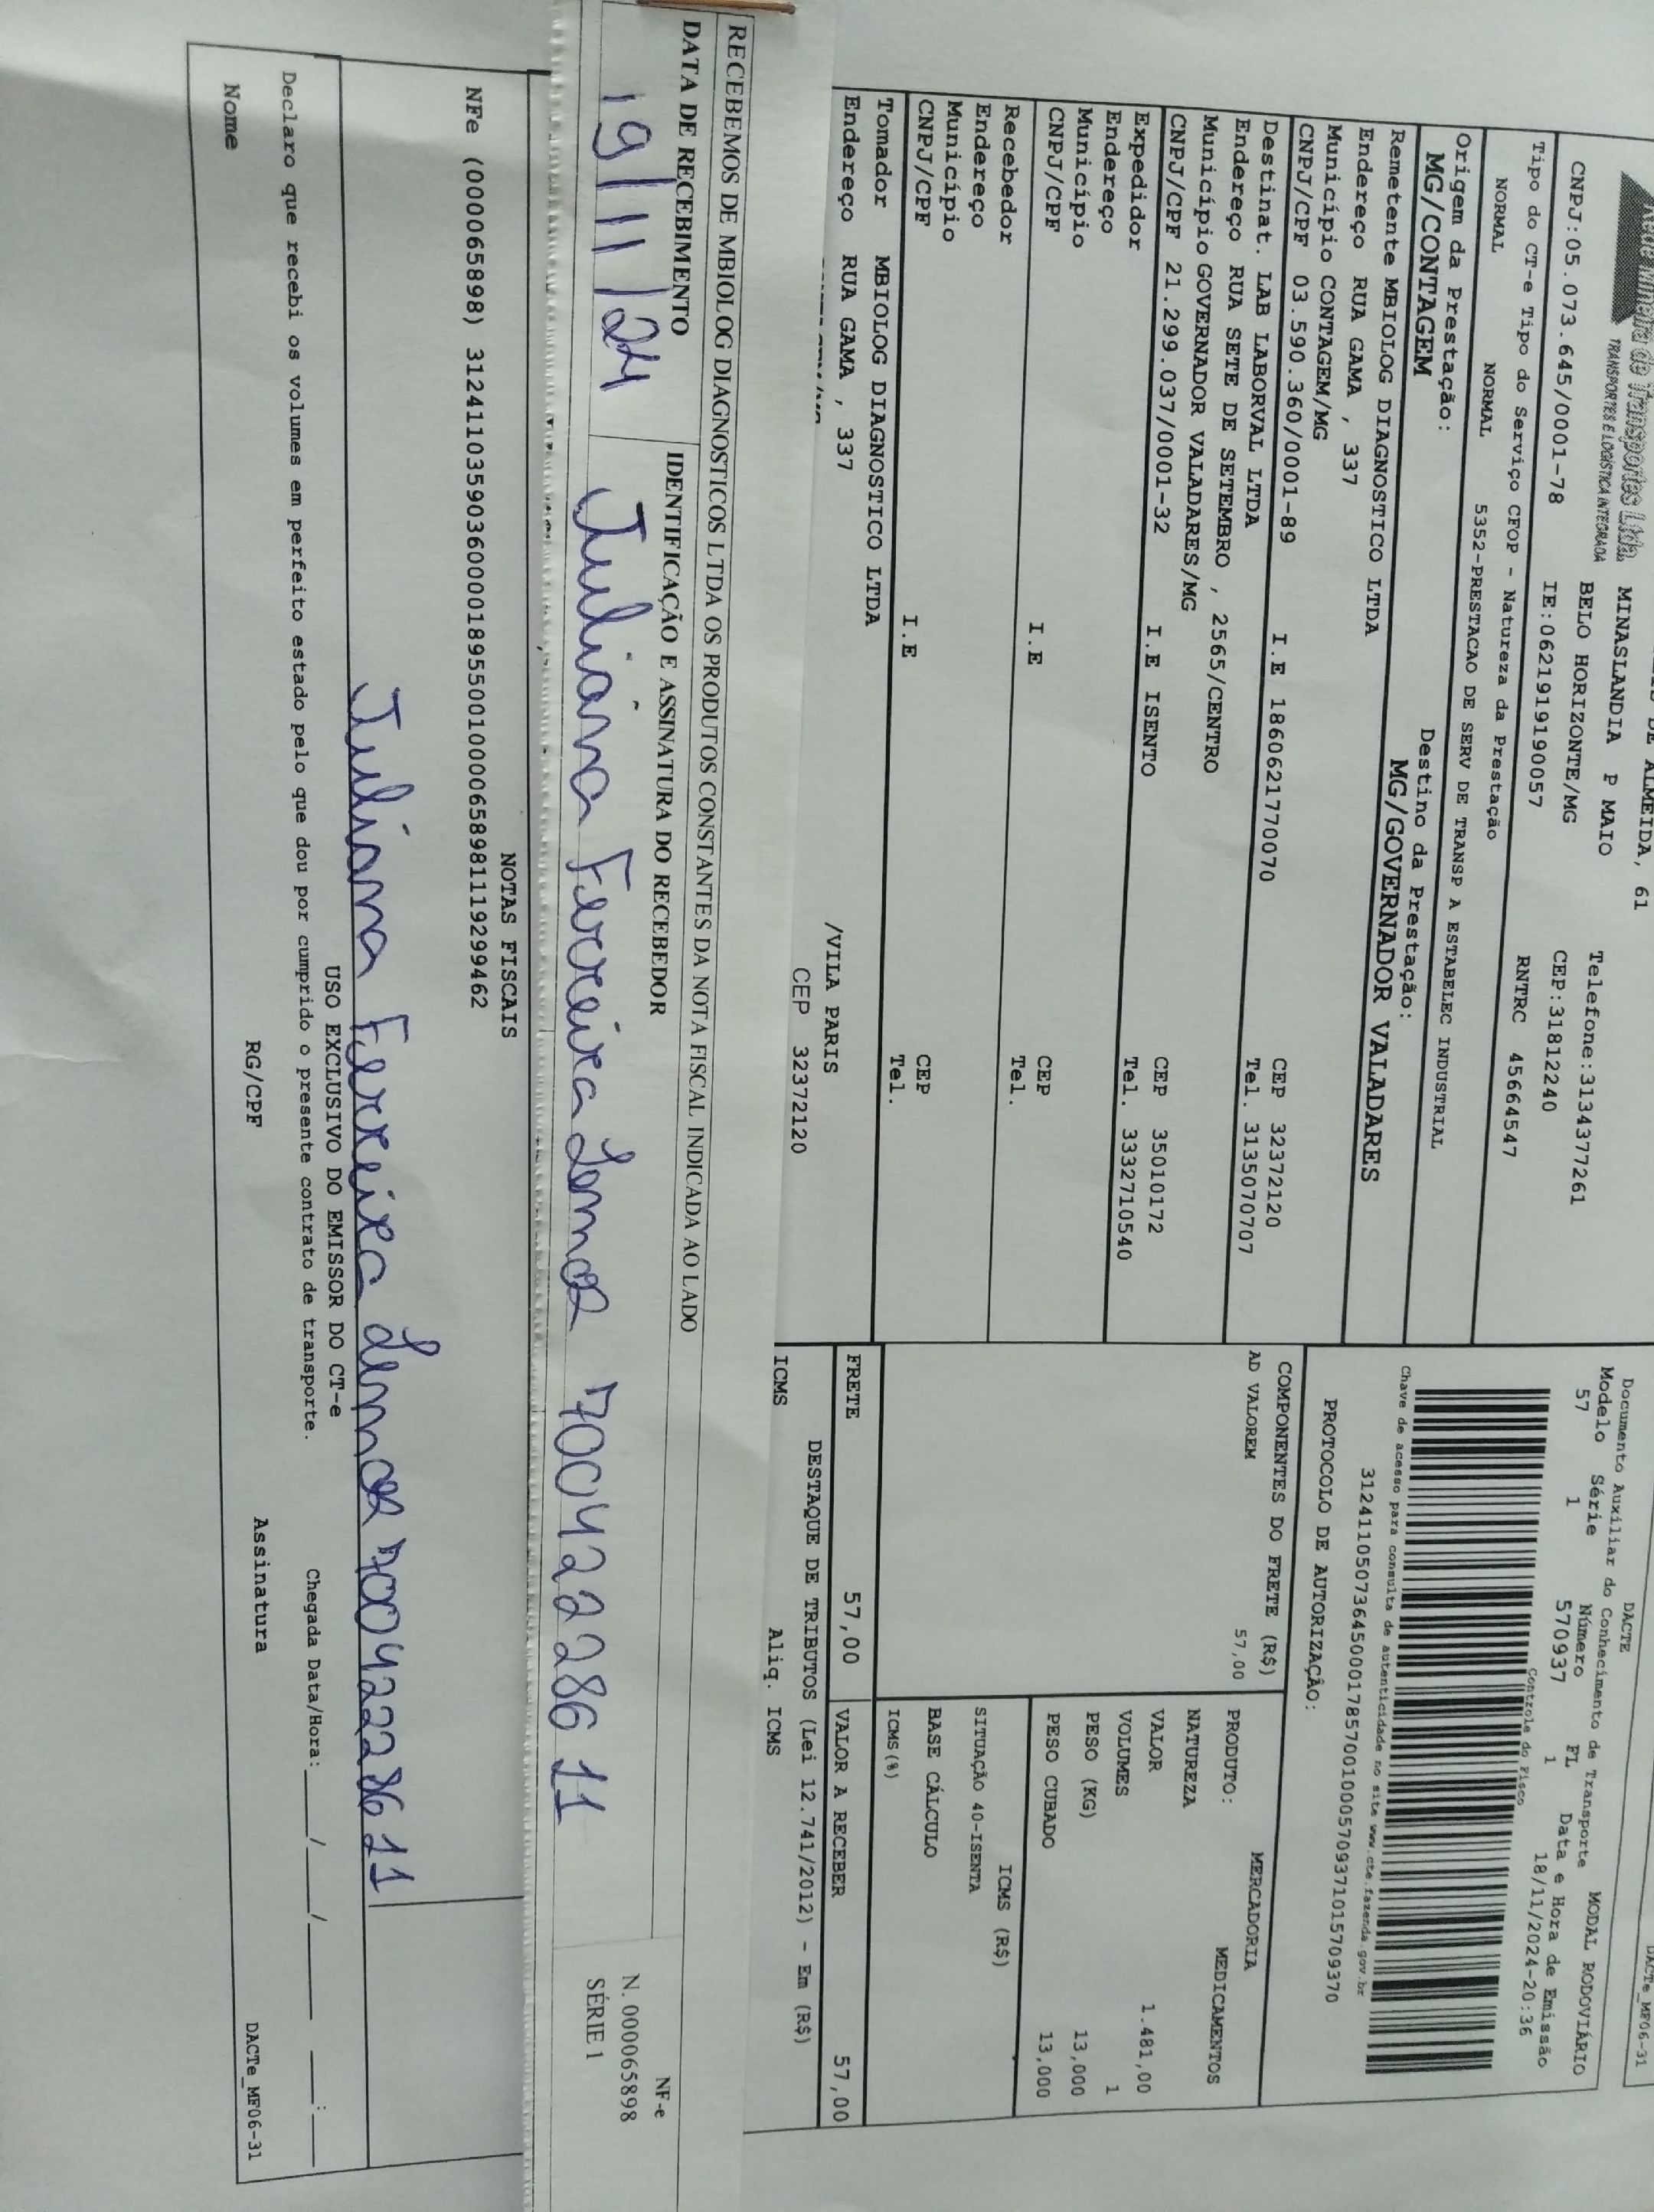 DACTe_MF06-31
Rede Mineira de Transportes Ltda.
TRANSPORTES E LOGÍSTICA INTEGRADA
DE ALMEIDA, 61
MINASLANDIA P MAIO
BELO HORIZONTE/MG
Telefone:3134377261
CEP:31812240
CNPJ:05.073.645/0001-78 IE:0621919190057
RNTRC 45664547
Tipo do CT-e Tipo do Serviço CFOP - Natureza da Prestação
NORMAL NORMAL 5352-PRESTACAO DE SERV DE TRANSP A ESTABELEC INDUSTRIAL
Origem da Prestação: Destino da Prestação:
MG/CONTAGEM MG/GOVERNADOR VALADARES
DACTE
Documento Auxiliar do Conhecimento de Transporte MODAL RODOVIÁRIO
Modelo Série Número FL Data e Hora de Emissão
57 1 570937 1 18/11/2024-20:36
Controle do Fisco
Chave de acesso para consulta de autenticidade no site www.cte.fazenda.gov.br
31241105073645000178570010005709371015709370
PROTOCOLO DE AUTORIZAÇÃO:
Remetente MBIOLOG DIAGNOSTICO LTDA
Endereço RUA GAMA , 337
Município CONTAGEM/MG CEP 32372120
CNPJ/CPF 03.590.360/0001-89 I.E 1860621770070 Tel. 3135070707
Destinat. LAB LABORVAL LTDA
Endereço RUA SETE DE SETEMBRO , 2565/CENTRO
Município GOVERNADOR VALADARES/MG CEP 35010172
CNPJ/CPF 21.299.037/0001-32 I.E ISENTO Tel. 3332710540
Expedidor
Endereço
Município CEP
CNPJ/CPF I.E Tel.
Recebedor
Endereço
Município CEP
CNPJ/CPF I.E Tel.
Tomador MBIOLOG DIAGNOSTICO LTDA
Endereço RUA GAMA , 337 /VILA PARIS
CEP 32372120
COMPONENTES DO FRETE (R$)
AD VALOREM 57,00
MERCADORIA
PRODUTO: MEDICAMENTOS
NATUREZA
VALOR 1.481,00
VOLUMES 1
PESO (KG) 13,000
PESO CUBADO 13,000
ICMS (R$)
SITUAÇÃO 40-ISENTA
BASE CÁLCULO
ICMS(%)
FRETE 57,00 VALOR A RECEBER 57,00
DESTAQUE DE TRIBUTOS (Lei 12.741/2012) - Em (R$)
ICMS Aliq. ICMS
RECEBEMOS DE MBIOLOG DIAGNOSTICOS LTDA OS PRODUTOS CONSTANTES DA NOTA FISCAL INDICADA AO LADO
DATA DE RECEBIMENTO IDENTIFICAÇÃO E ASSINATURA DO RECEBEDOR
19/11/24 Juliana Ferreira Lemos 70042228611
NF-e
N. 000065898
SÉRIE 1
NOTAS FISCAIS
NFe (000065898) 31241103590360000189550010000658981119299462
Juliana Ferreira Lemos 70042228611
USO EXCLUSIVO DO EMISSOR DO CT-e
Declaro que recebi os volumes em perfeito estado pelo que dou por cumprido o presente contrato de transporte.
Chegada Data/Hora: ____/____/______ ____:____
Nome RG/CPF Assinatura DACTe_MF06-31